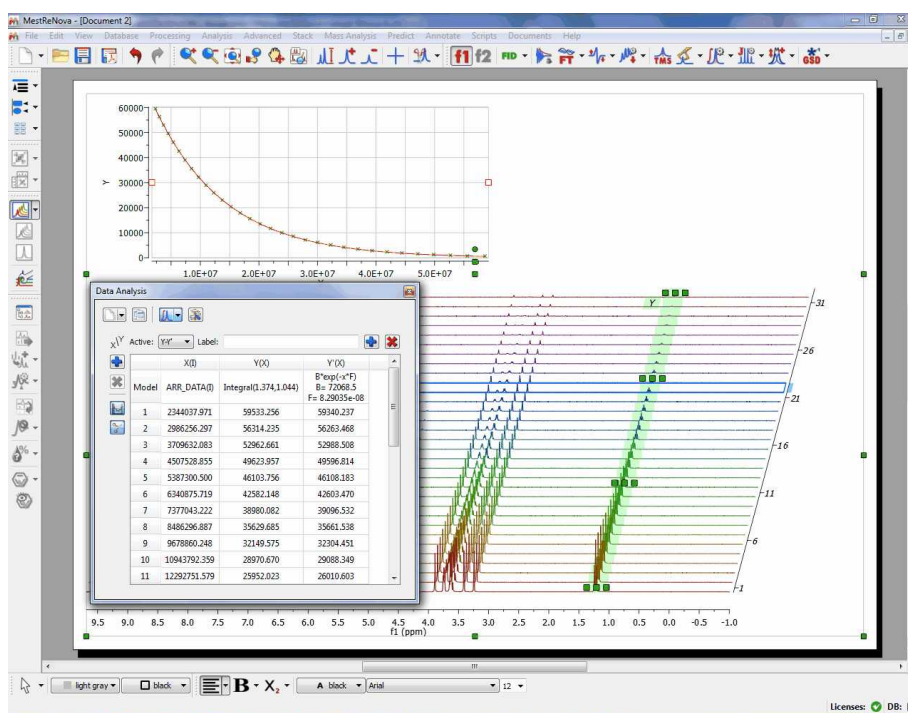 MestReNova - [Document 2]
File Edit View Database Processing Analysis Advanced Stack Mass Analysis Predict Annotate Scripts Documents Help
f1 f2 FID FT TMS GSD
60000
50000
40000
30000
20000
10000
0
Y
1.0E+07 2.0E+07 3.0E+07 4.0E+07 5.0E+07
Y
31
26
21
16
11
6
1
Data Analysis
X\Y Active: Y-Y' Label:
X(I) Y(X) Y'(X)
Model ARR_DATA(I) Integral(1.374,1.044) B*exp(-x*F)
B= 72068.5
F= 8.29035e-08
1 2344037.971 59533.256 59340.237
2 2986256.297 56314.235 56263.468
3 3709632.083 52962.661 52988.508
4 4507528.855 49623.957 49596.814
5 5387300.500 46103.756 46108.183
6 6340875.719 42582.148 42603.470
7 7377043.222 38980.082 39096.532
8 8486296.887 35629.685 35661.538
9 9678860.248 32149.575 32304.451
10 10943792.359 28970.670 29088.349
11 12292751.579 25952.023 26010.603
9.5 9.0 8.5 8.0 7.5 7.0 6.5 6.0 5.5 5.0 4.5 4.0 3.5 3.0 2.5 2.0 1.5 1.0 0.5 0.0 -0.5 -1.0
f1 (ppm)
light gray black B X2 A black Arial 12
Licenses: DB: